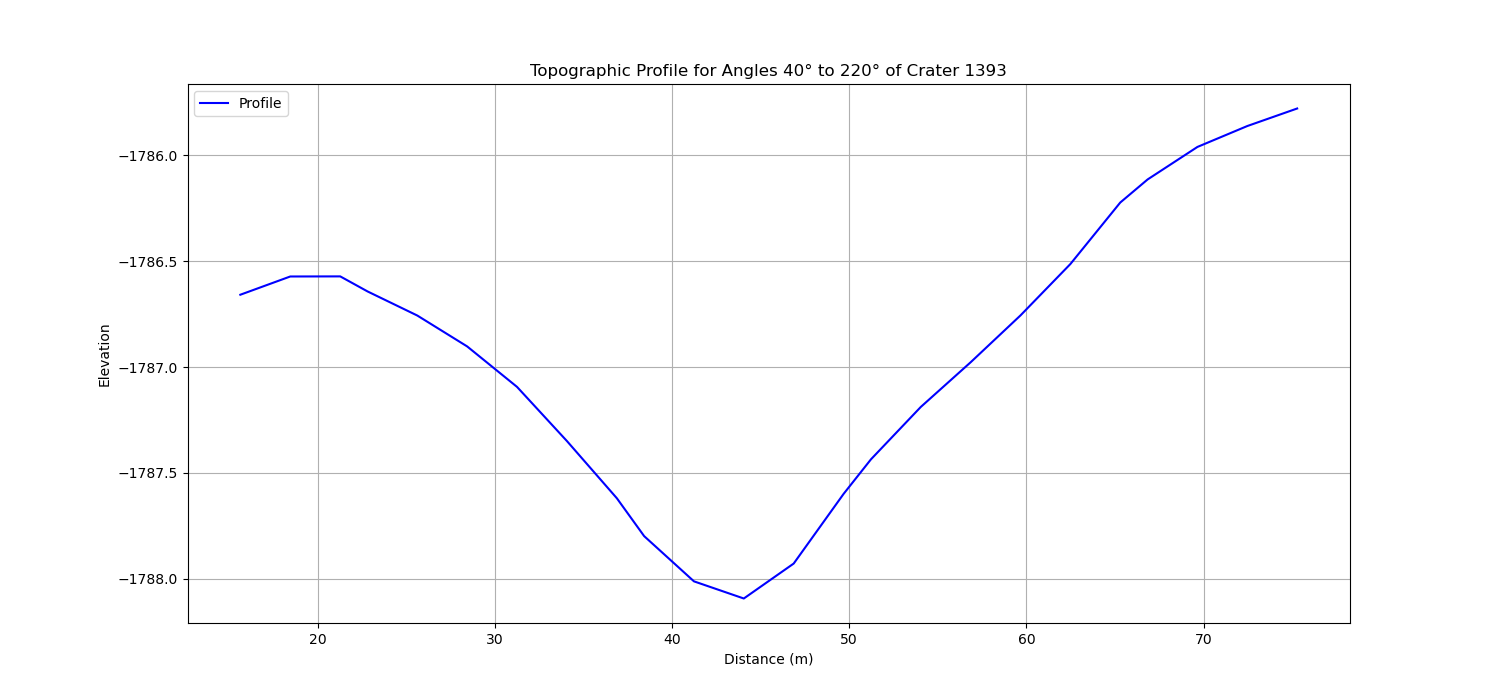 Topographic Profile for Angles 40° to 220° of Crater 1393
Profile
−1786.0
−1786.5
−1787.0
−1787.5
−1788.0
Elevation
20 30 40 50 60 70
Distance (m)